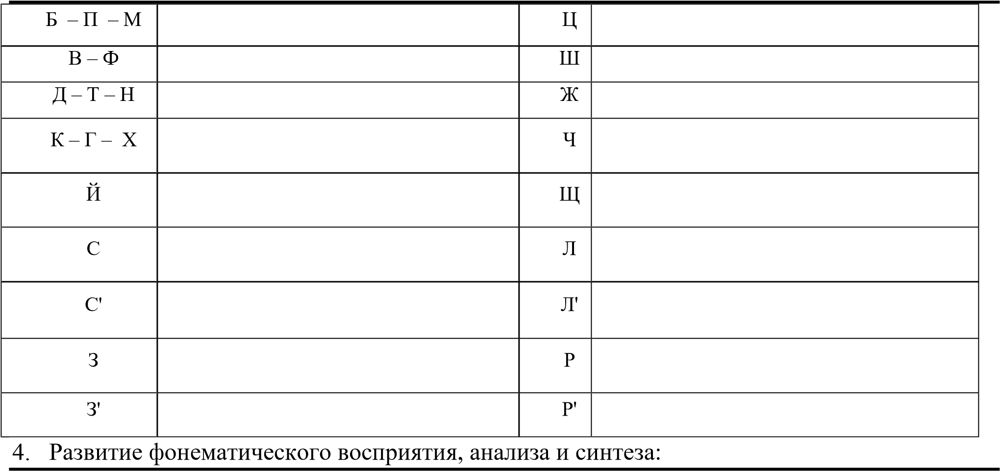 Б – П – М Ц
В – Ф Ш
Д – Т – Н Ж
К – Г – Х Ч
Й Щ
С Л
С' Л'
З Р
З' Р'
4. Развитие фонематического восприятия, анализа и синтеза: